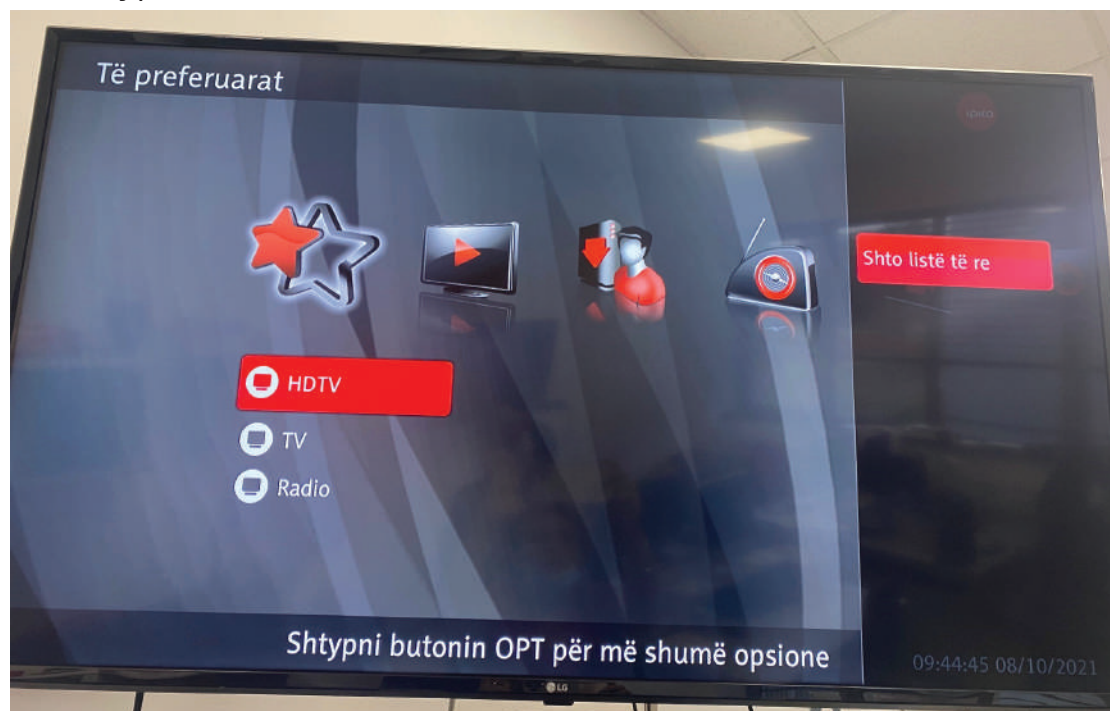 Të preferuarat
Shto listë të re
HDTV
TV
Radio
Shtypni butonin OPT për më shumë opsione
09:44:45 08/10/2021
LG